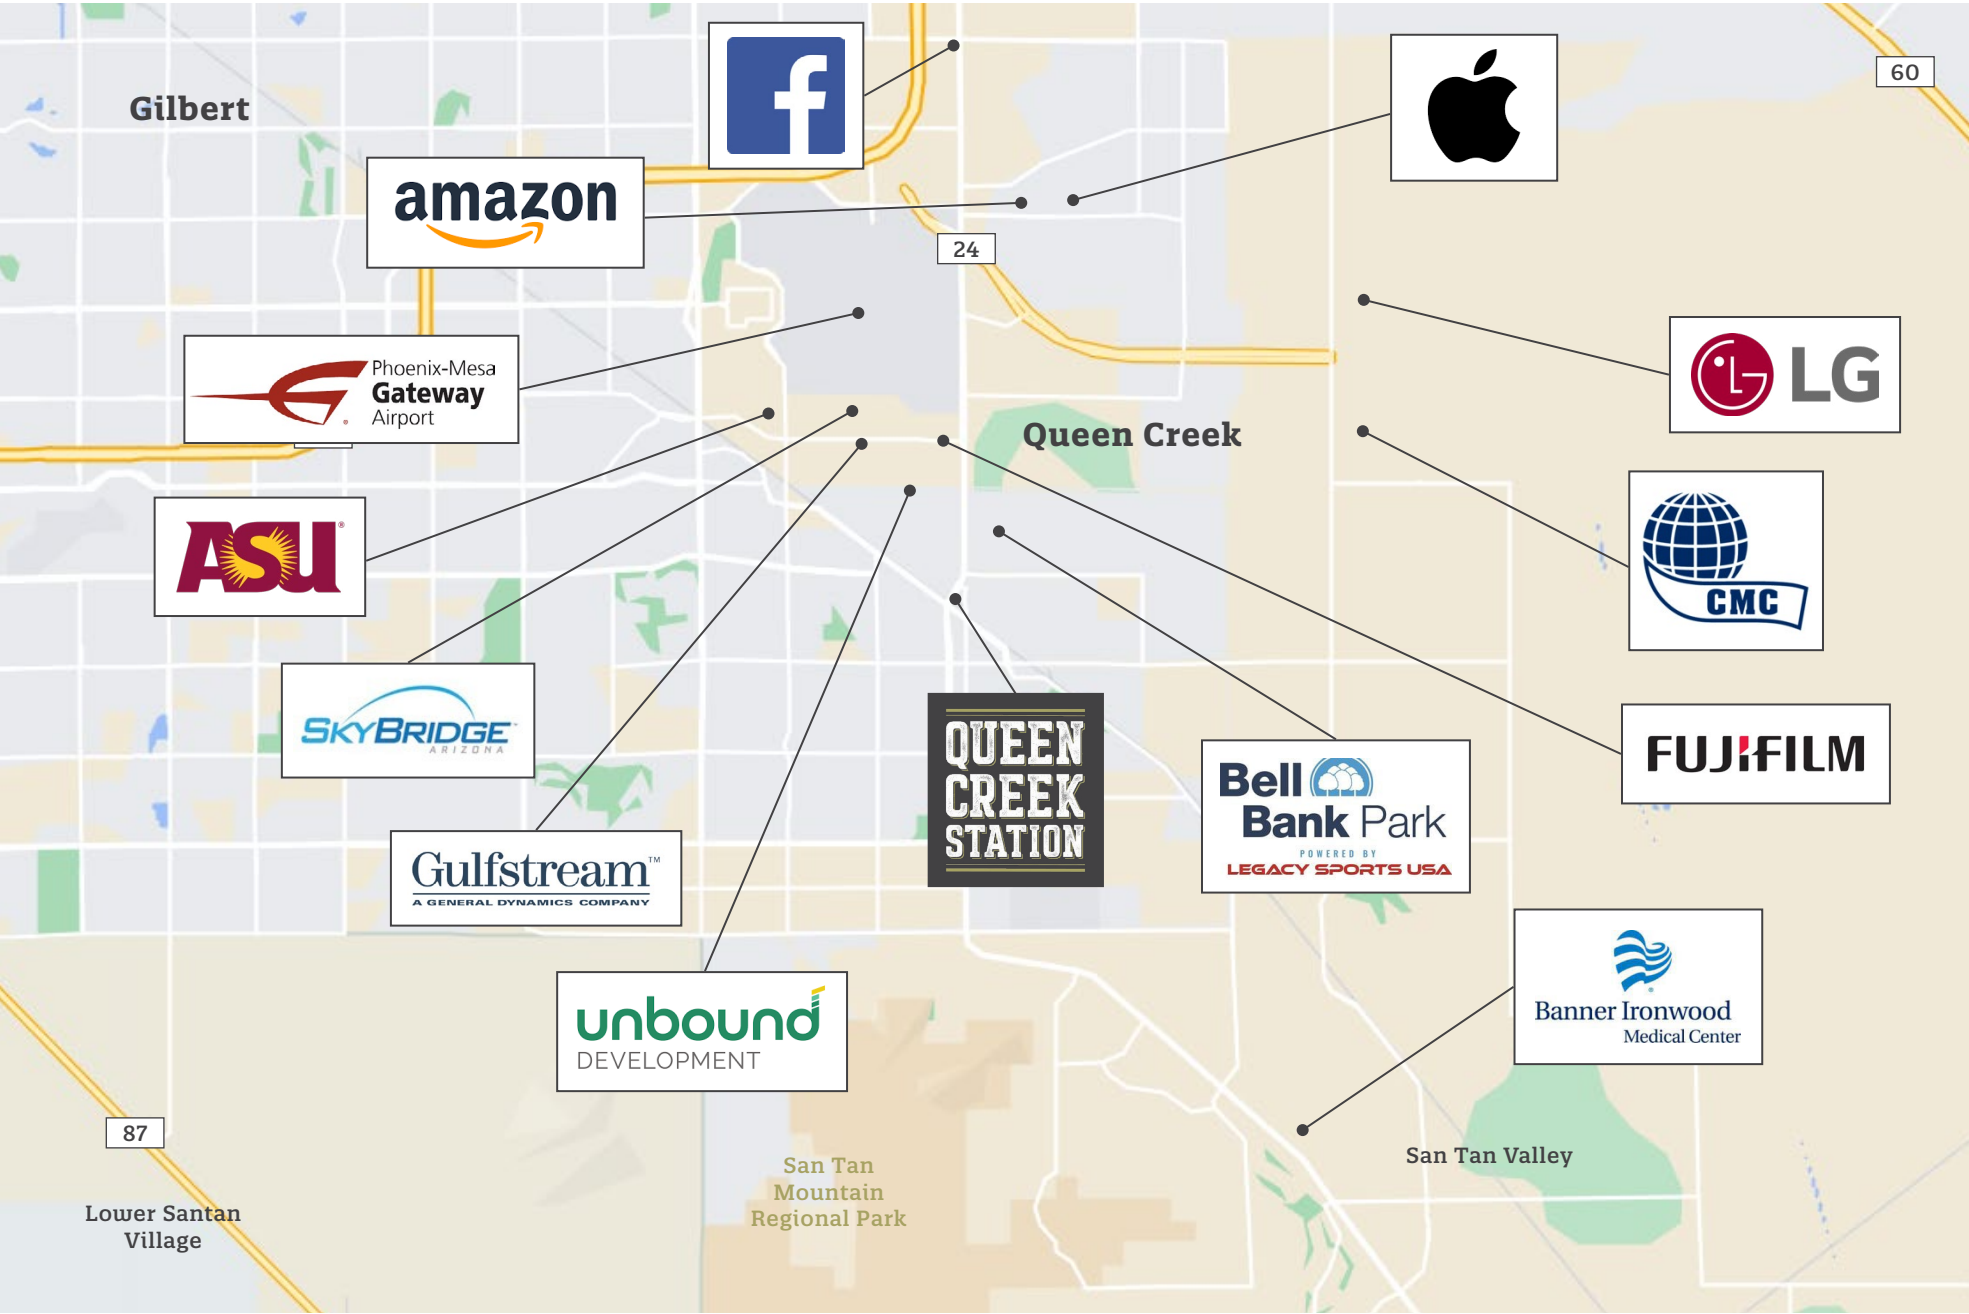 60
Gilbert
amazon
24
Phoenix-Mesa
Gateway
Airport
LG
Queen Creek
ASU®
CMC
SKYBRIDGE™
ARIZONA
QUEEN
CREEK
STATION
FUJIFILM
Bell
Bank Park
POWERED BY
LEGACY SPORTS USA
Gulfstream™
A GENERAL DYNAMICS COMPANY
Banner Ironwood
Medical Center
unbound
DEVELOPMENT
87
San Tan Valley
San Tan
Mountain
Regional Park
Lower Santan
Village